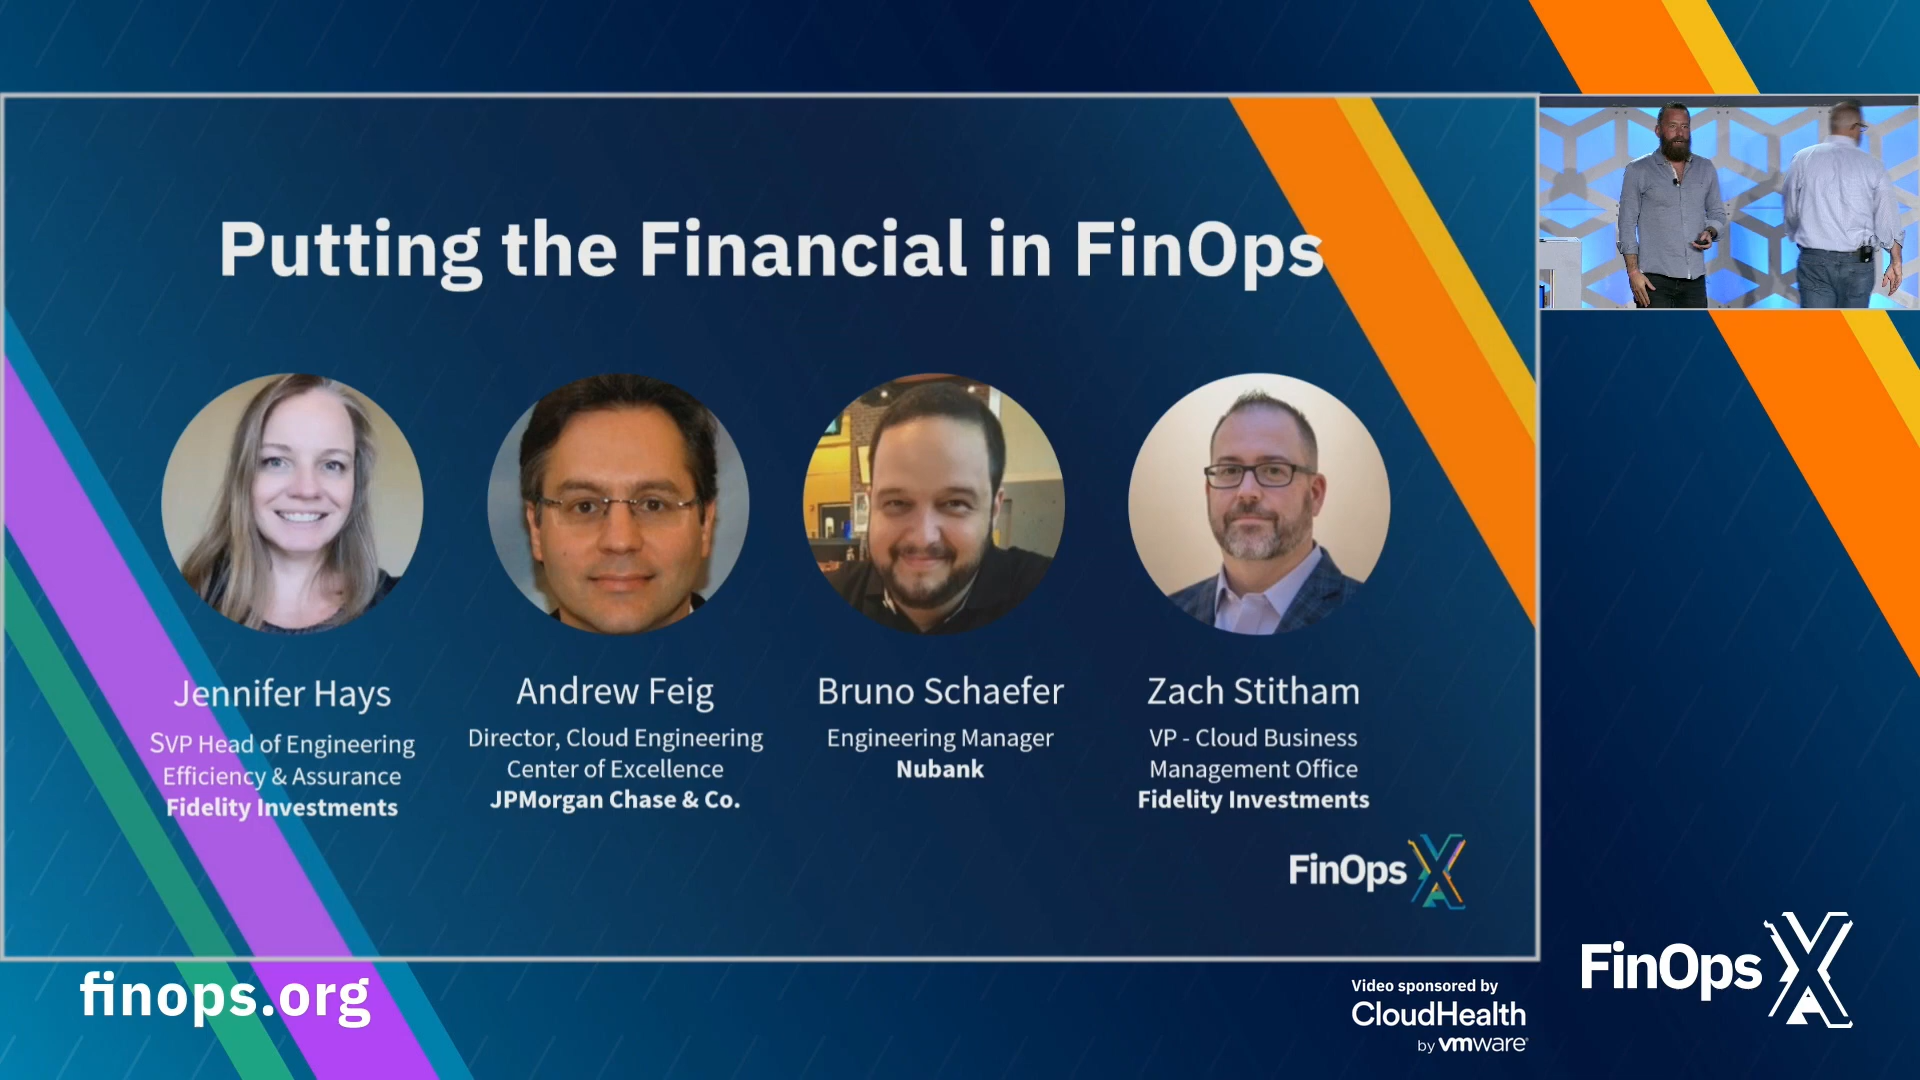 Putting the Financial in FinOps
Jennifer Hays
SVP Head of Engineering
Efficiency & Assurance
Fidelity Investments
Andrew Feig
Director, Cloud Engineering
Center of Excellence
JPMorgan Chase & Co.
Bruno Schaefer
Engineering Manager
Nubank
Zach Stitham
VP - Cloud Business
Management Office
Fidelity Investments
FinOps X
finops.org
Video sponsored by
CloudHealth
by vmware
FinOps X